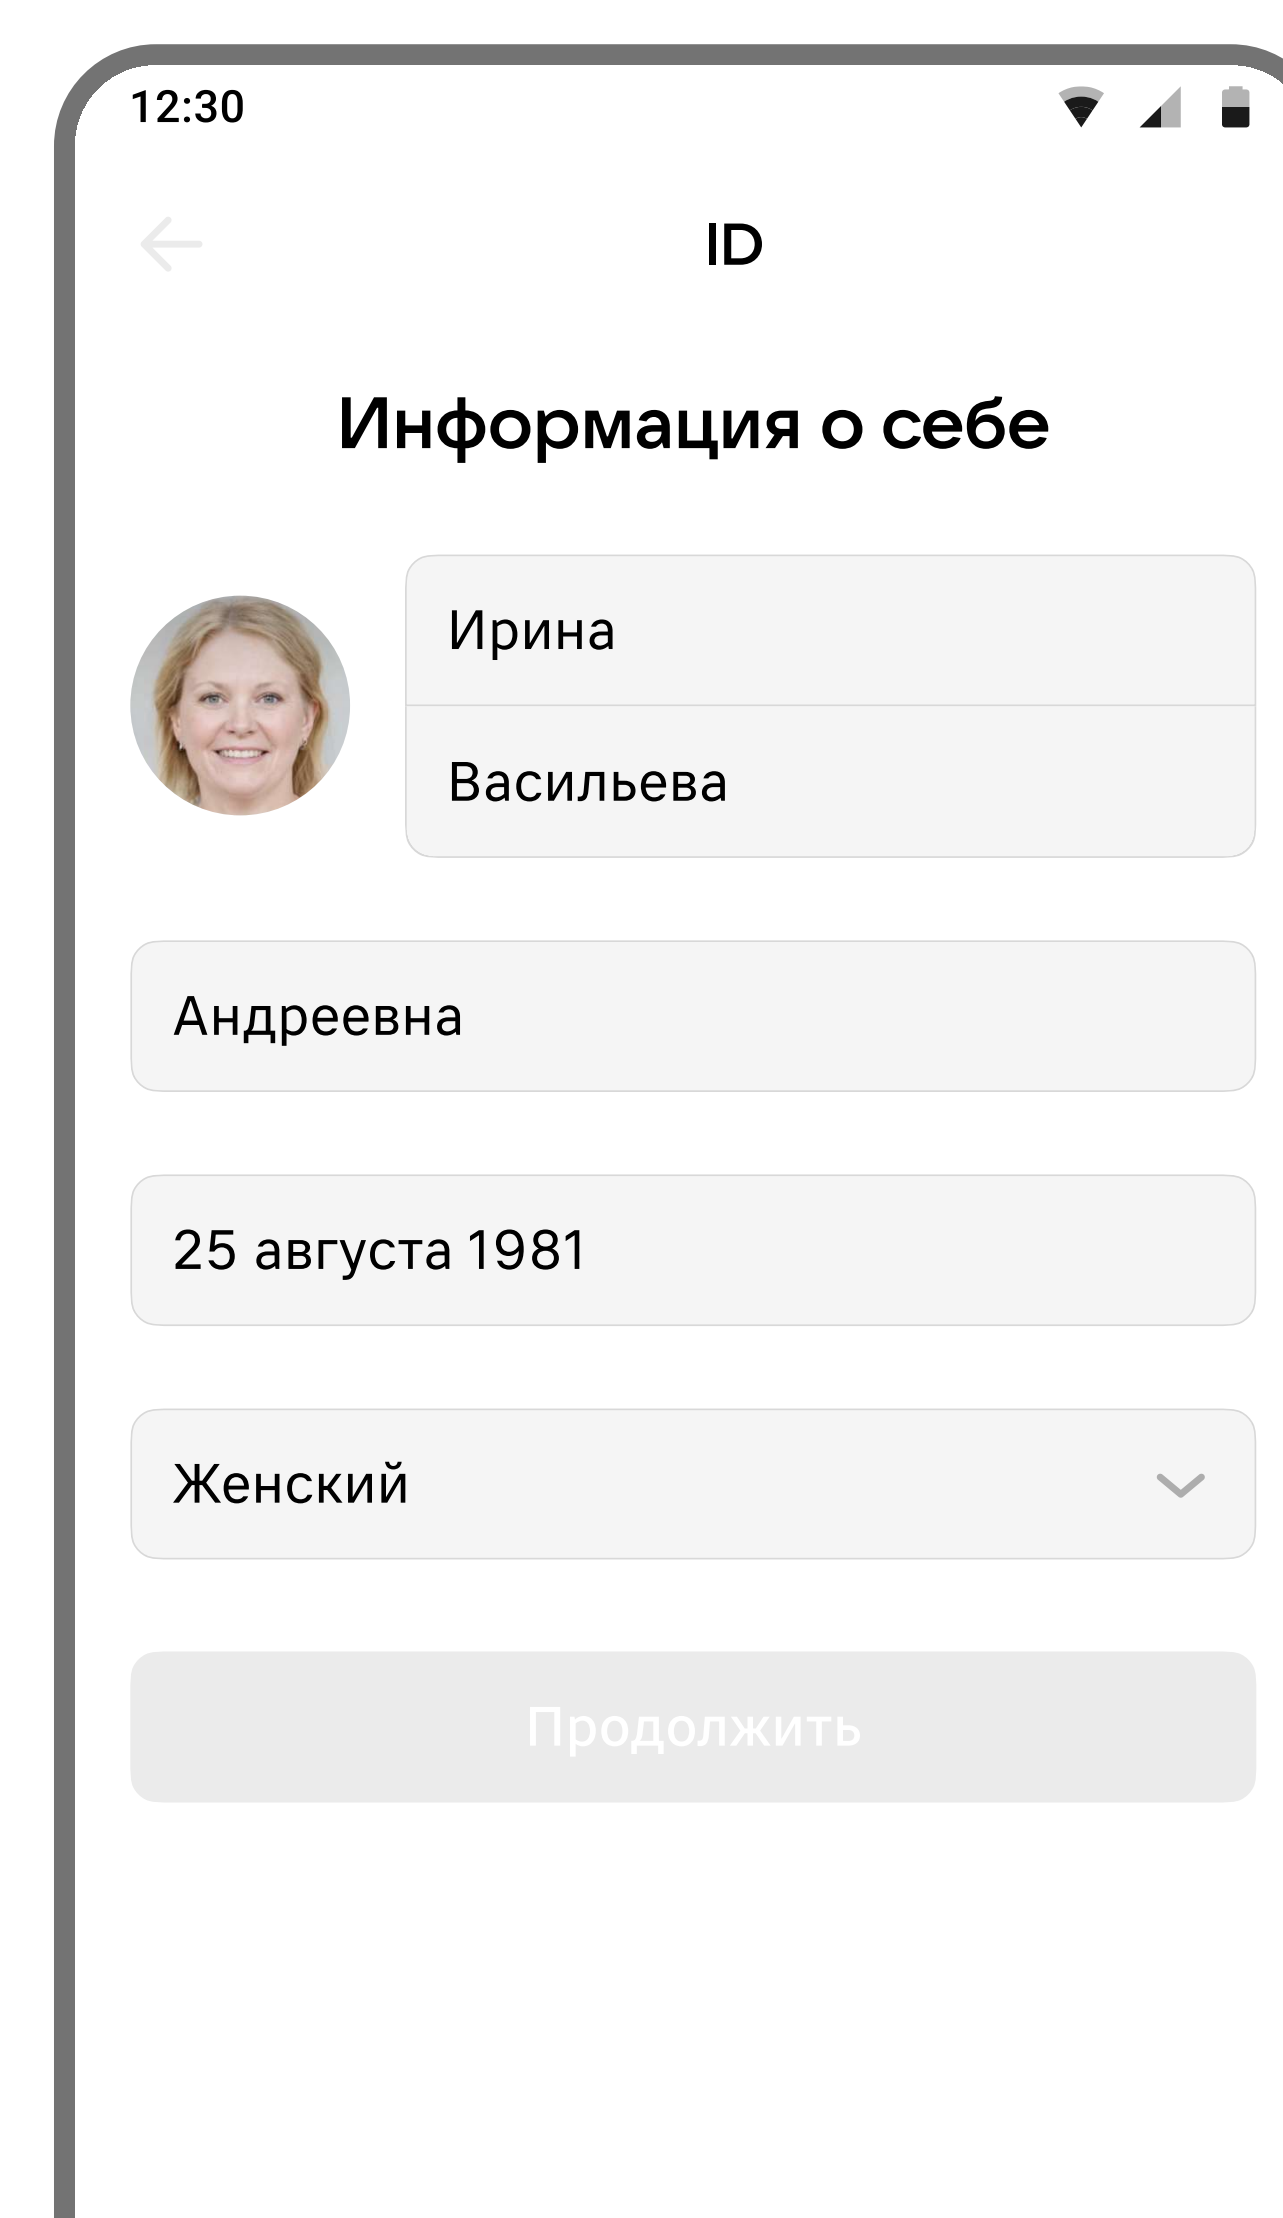 12:30
ID
Информация о себе
Ирина
Васильева
Андреевна
25 августа 1981
Женский
Продолжить